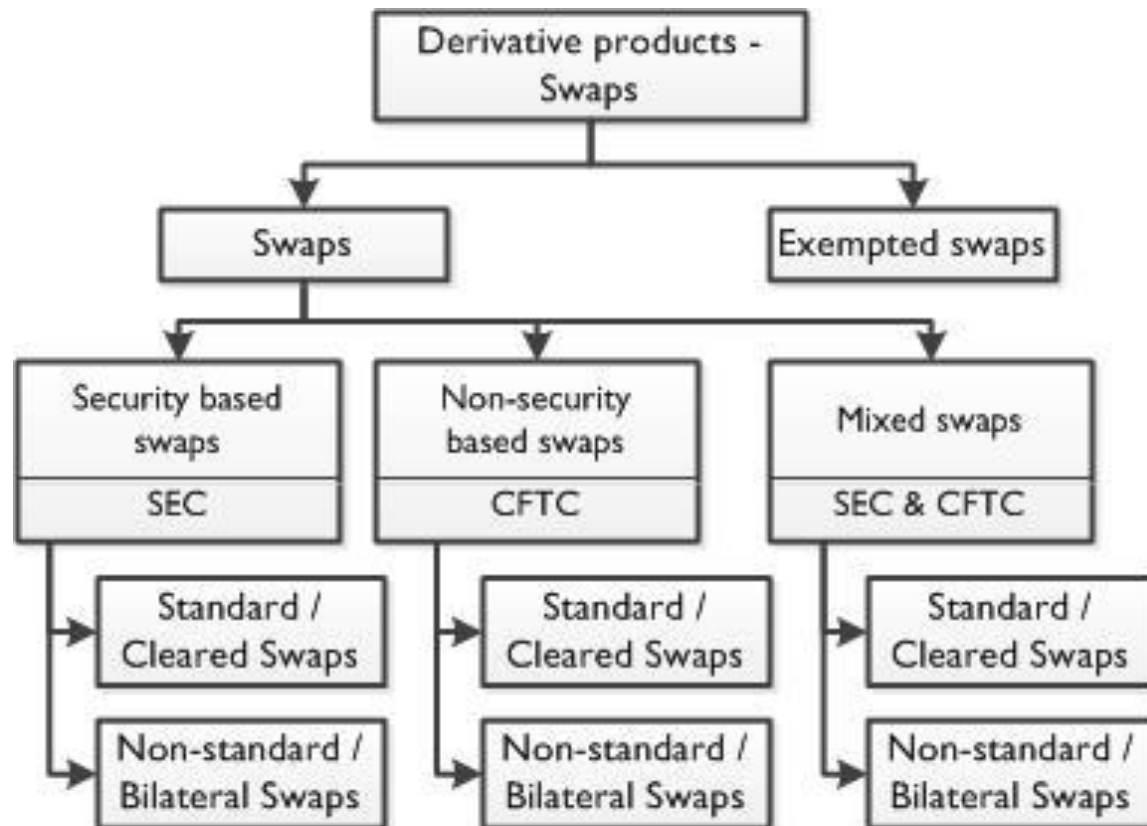 Derivative products -
Swaps
Swaps
Exempted swaps
Security based
swaps
SEC
Non-security
based swaps
CFTC
Mixed swaps
SEC & CFTC
Standard /
Cleared Swaps
Non-standard /
Bilateral Swaps
Standard /
Cleared Swaps
Non-standard /
Bilateral Swaps
Standard /
Cleared Swaps
Non-standard /
Bilateral Swaps